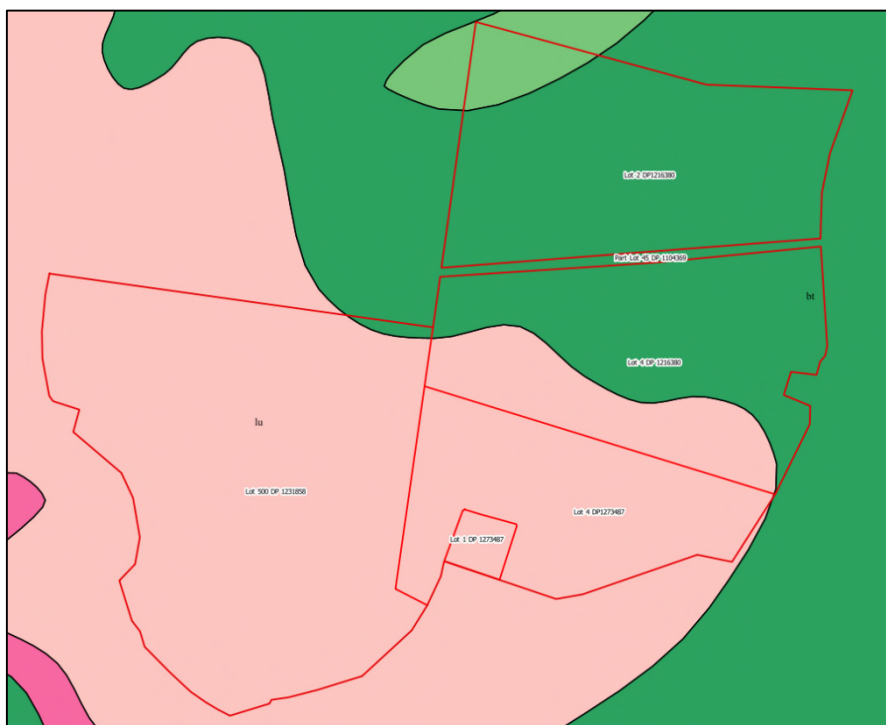 Lot 2 DP1216380
Part Lot 45 DP 1104369
bt
Lot 4 DP 1216380
lu
Lot 500 DP 1231858
Lot 4 DP1273487
Lot 1 DP 1273487